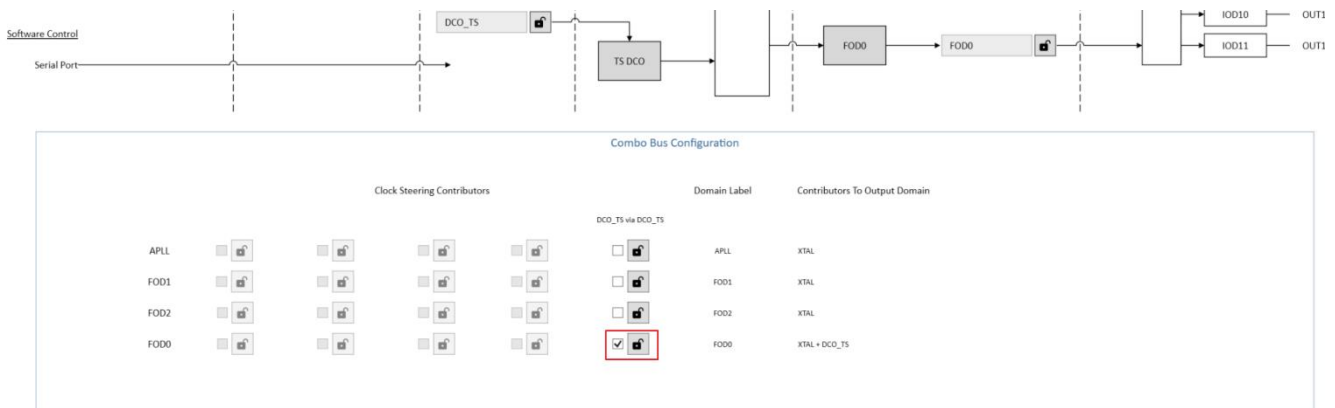 DCO_TS
IOD10
OUT1
Software Control
TS DCO
FOD0
FOD0
IOD11
OUT1
Serial Port
Combo Bus Configuration
Clock Steering Contributors
Domain Label
Contributors To Output Domain
DCO_TS via DCO_TS
APLL
APLL
XTAL
FOD1
FOD1
XTAL
FOD2
FOD2
XTAL
FOD0
FOD0
XTAL + DCO_TS